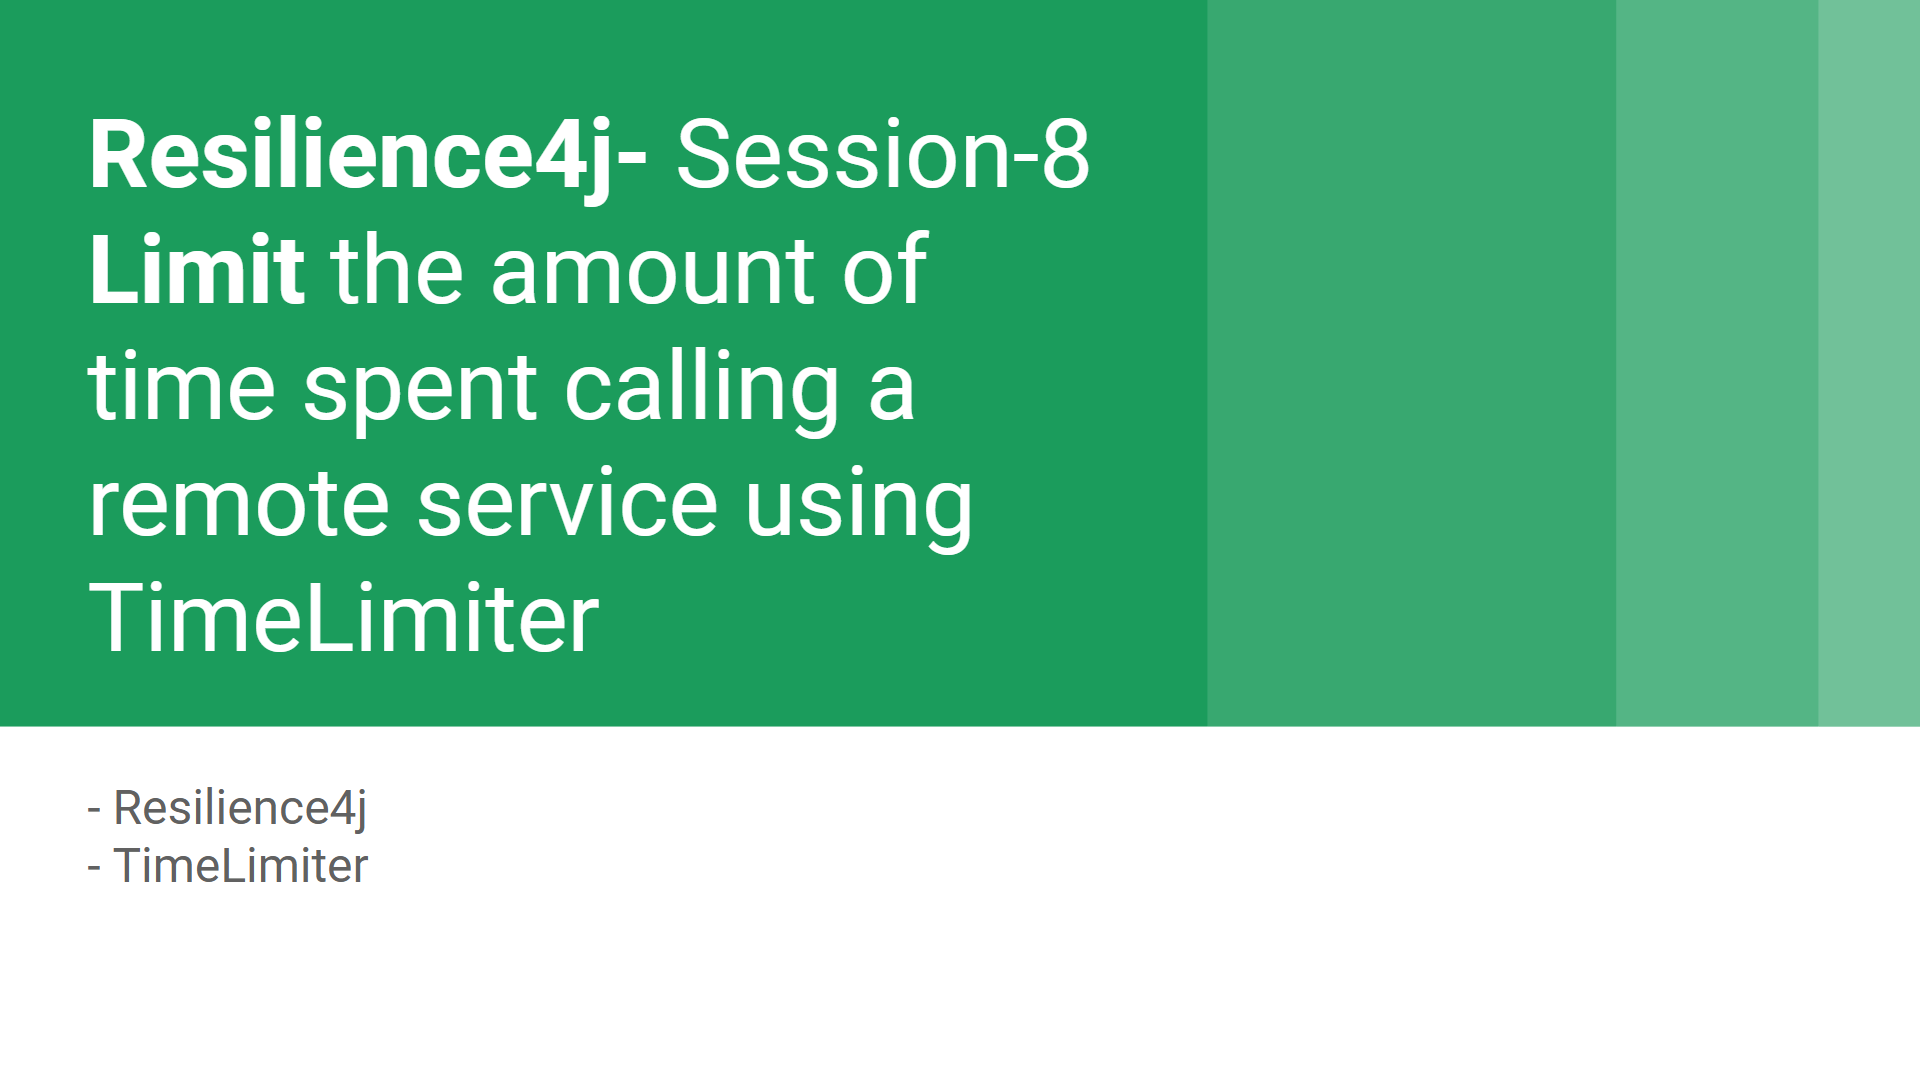 Resilience4j- Session-8
Limit the amount of
time spent calling a
remote service using
TimeLimiter
- Resilience4j
- TimeLimiter